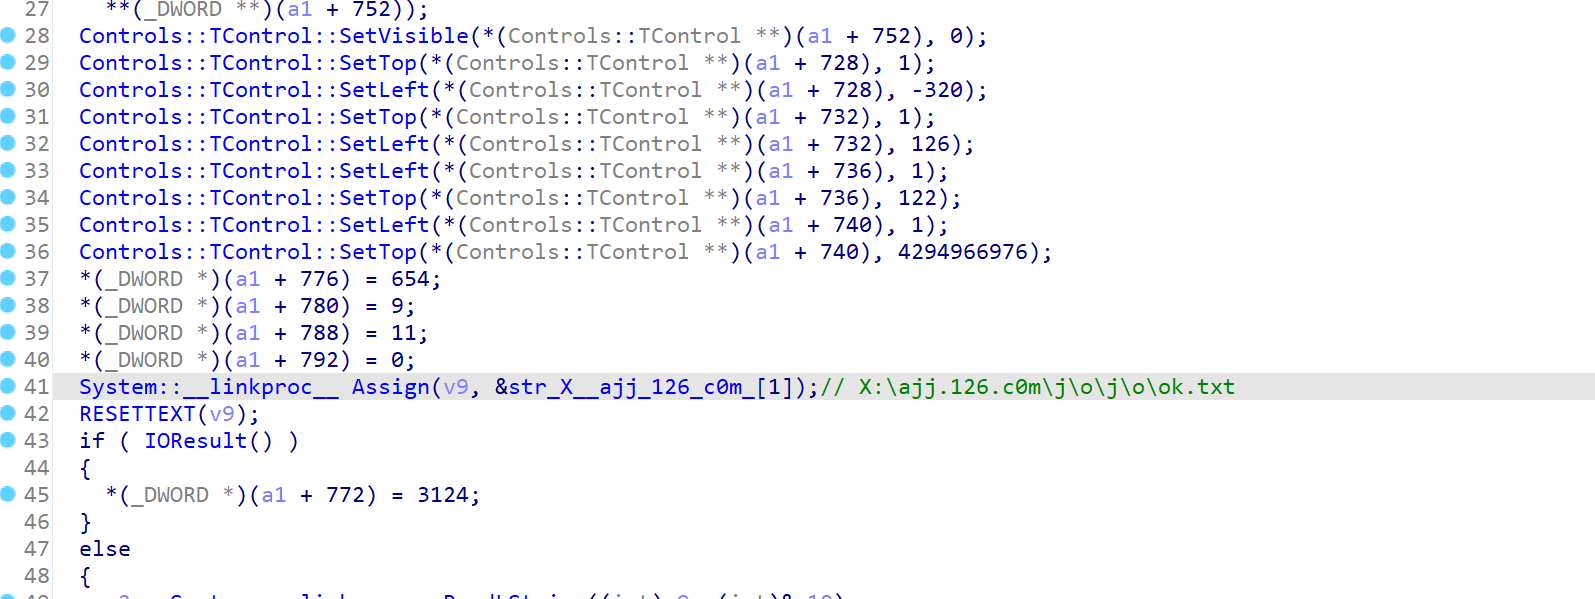 27 **(_DWORD **)(a1 + 752));
28 Controls::TControl::SetVisible(*(Controls::TControl **)(a1 + 752), 0);
29 Controls::TControl::SetTop(*(Controls::TControl **)(a1 + 728), 1);
30 Controls::TControl::SetLeft(*(Controls::TControl **)(a1 + 728), -320);
31 Controls::TControl::SetTop(*(Controls::TControl **)(a1 + 732), 1);
32 Controls::TControl::SetLeft(*(Controls::TControl **)(a1 + 732), 126);
33 Controls::TControl::SetLeft(*(Controls::TControl **)(a1 + 736), 1);
34 Controls::TControl::SetTop(*(Controls::TControl **)(a1 + 736), 122);
35 Controls::TControl::SetLeft(*(Controls::TControl **)(a1 + 740), 1);
36 Controls::TControl::SetTop(*(Controls::TControl **)(a1 + 740), 4294966976);
37 *(_DWORD *)(a1 + 776) = 654;
38 *(_DWORD *)(a1 + 780) = 9;
39 *(_DWORD *)(a1 + 788) = 11;
40 *(_DWORD *)(a1 + 792) = 0;
41 System::__linkproc__ Assign(v9, &str_X__ajj_126_c0m_[1]);// X:\ajj.126.c0m\j\o\j\o\ok.txt
42 RESETTEXT(v9);
43 if ( IOResult() )
44 {
45 *(_DWORD *)(a1 + 772) = 3124;
46 }
47 else
48 {